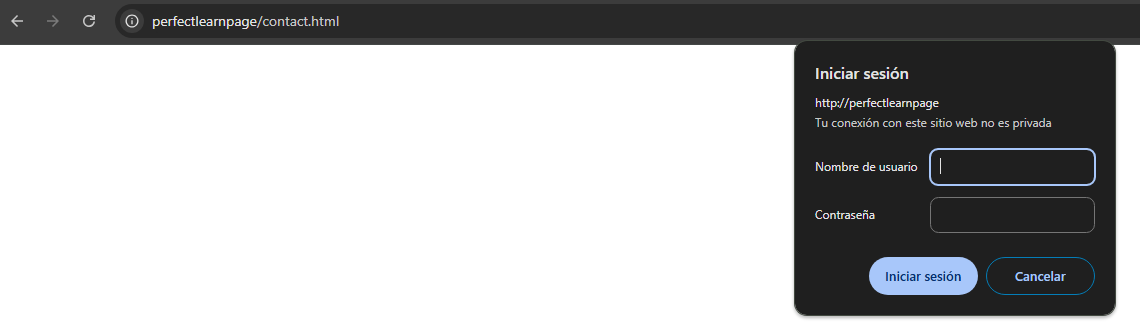 perfectlearnpage/contact.html
Iniciar sesión
http://perfectlearnpage
Tu conexión con este sitio web no es privada
Nombre de usuario
Contraseña
Iniciar sesión Cancelar